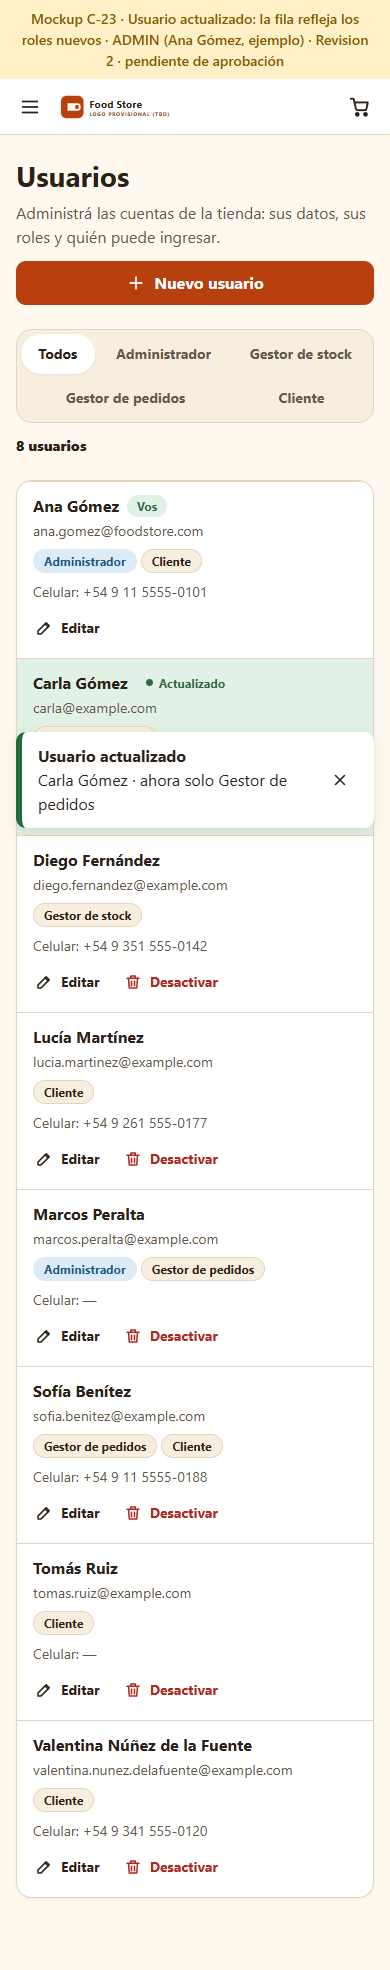 Mockup C-23 · Usuario actualizado: la fila refleja los
roles nuevos · ADMIN (Ana Gómez, ejemplo) · Revision
2 · pendiente de aprobación
Food Store
LOGO PROVISIONAL (TBD)
Usuarios
Administrá las cuentas de la tienda: sus datos, sus
roles y quién puede ingresar.
Nuevo usuario
Todos Administrador Gestor de stock
Gestor de pedidos Cliente
8 usuarios
Ana Gómez Vos
ana.gomez@foodstore.com
Administrador Cliente
Celular: +54 9 11 5555-0101
Editar
Carla Gómez Actualizado
carla@example.com
Usuario actualizado
Carla Gómez · ahora solo Gestor de
pedidos
Diego Fernández
diego.fernandez@example.com
Gestor de stock
Celular: +54 9 351 555-0142
Editar Desactivar
Lucía Martínez
lucia.martinez@example.com
Cliente
Celular: +54 9 261 555-0177
Editar Desactivar
Marcos Peralta
marcos.peralta@example.com
Administrador Gestor de pedidos
Celular: —
Editar Desactivar
Sofía Benítez
sofia.benitez@example.com
Gestor de pedidos Cliente
Celular: +54 9 11 5555-0188
Editar Desactivar
Tomás Ruiz
tomas.ruiz@example.com
Cliente
Celular: —
Editar Desactivar
Valentina Núñez de la Fuente
valentina.nunez.delafuente@example.com
Cliente
Celular: +54 9 341 555-0120
Editar Desactivar